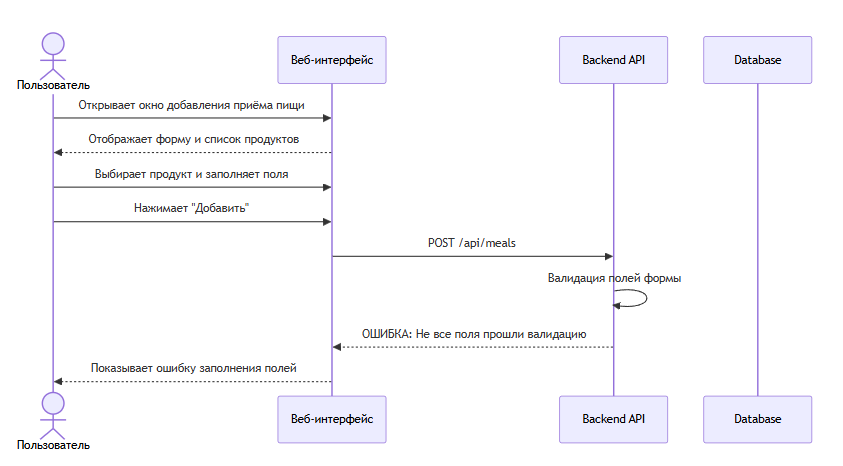 Пользователь
Веб-интерфейс
Backend API
Database
Открывает окно добавления приёма пищи
Отображает форму и список продуктов
Выбирает продукт и заполняет поля
Нажимает "Добавить"
POST /api/meals
Валидация полей формы
ОШИБКА: Не все поля прошли валидацию
Показывает ошибку заполнения полей
Пользователь
Веб-интерфейс
Backend API
Database